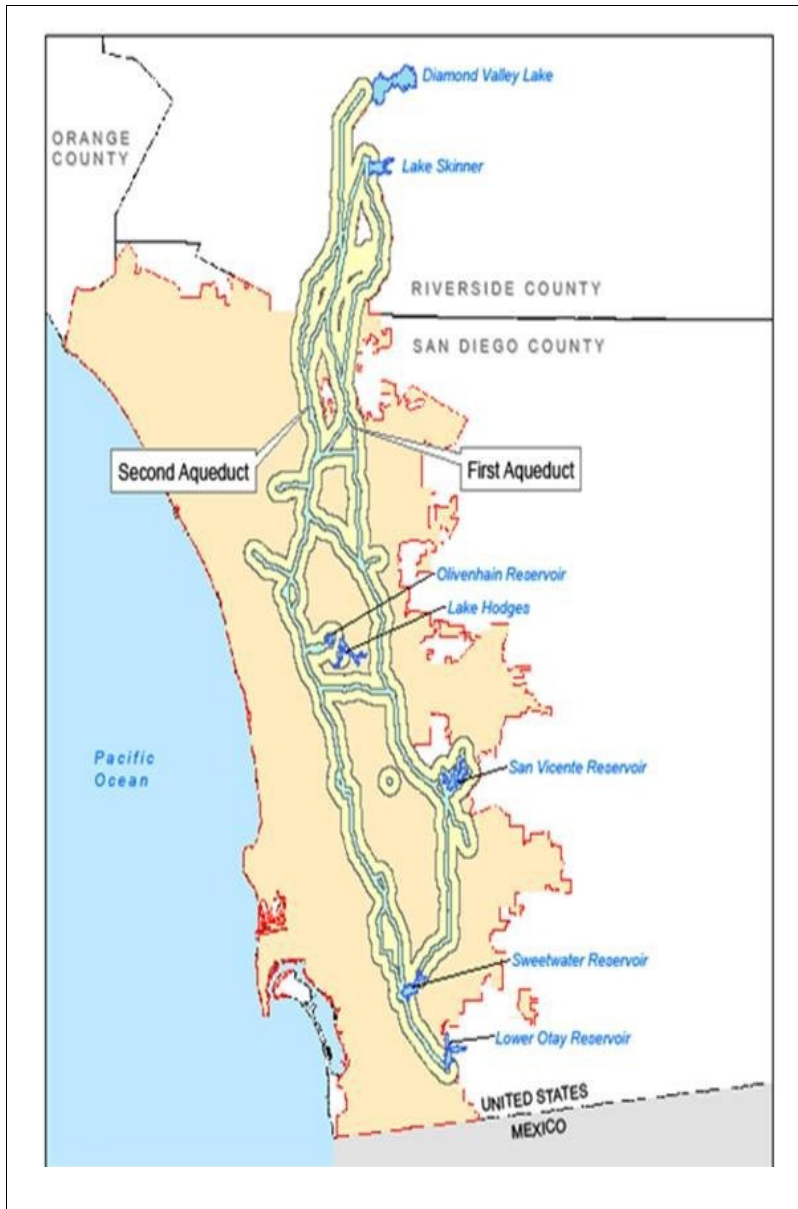 Diamond Valley Lake
ORANGE
COUNTY
Lake Skinner
RIVERSIDE COUNTY
SAN DIEGO COUNTY
Second Aqueduct
First Aqueduct
Olivenhain Reservoir
Lake Hodges
Pacific
Ocean
San Vicente Reservoir
Sweetwater Reservoir
Lower Otay Reservoir
UNITED STATES
MEXICO